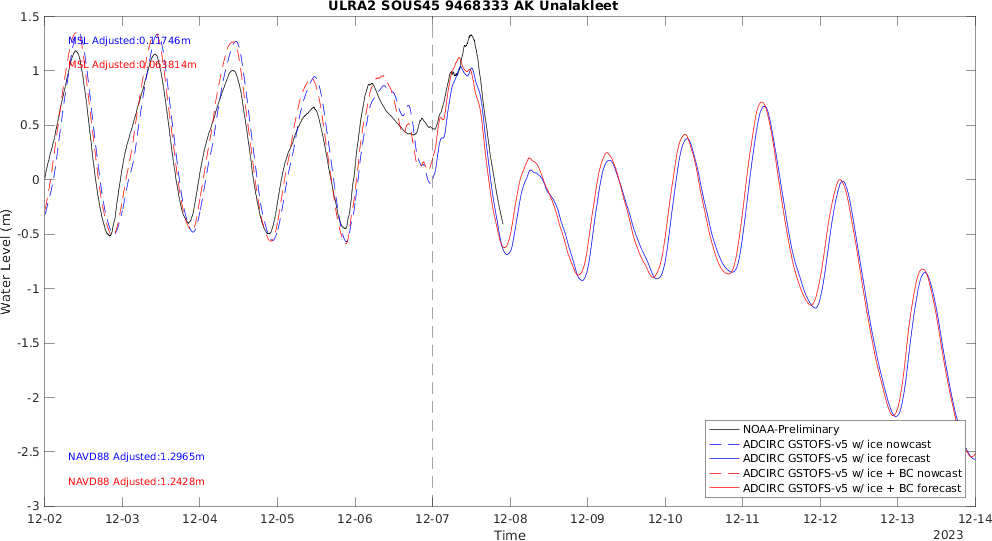 ULRA2 SOUS45 9468333 AK Unalakleet
1.5
1
0.5
0
-0.5
-1
-1.5
-2
-2.5
-3
Water Level (m)
MSL Adjusted:0.11746m
MSL Adjusted:0.063814m
NAVD88 Adjusted:1.2965m
NAVD88 Adjusted:1.2428m
NOAA-Preliminary
ADCIRC GSTOFS-v5 w/ ice nowcast
ADCIRC GSTOFS-v5 w/ ice forecast
ADCIRC GSTOFS-v5 w/ ice + BC nowcast
ADCIRC GSTOFS-v5 w/ ice + BC forecast
12-02 12-03 12-04 12-05 12-06 12-07 12-08 12-09 12-10 12-11 12-12 12-13 12-14
Time
2023